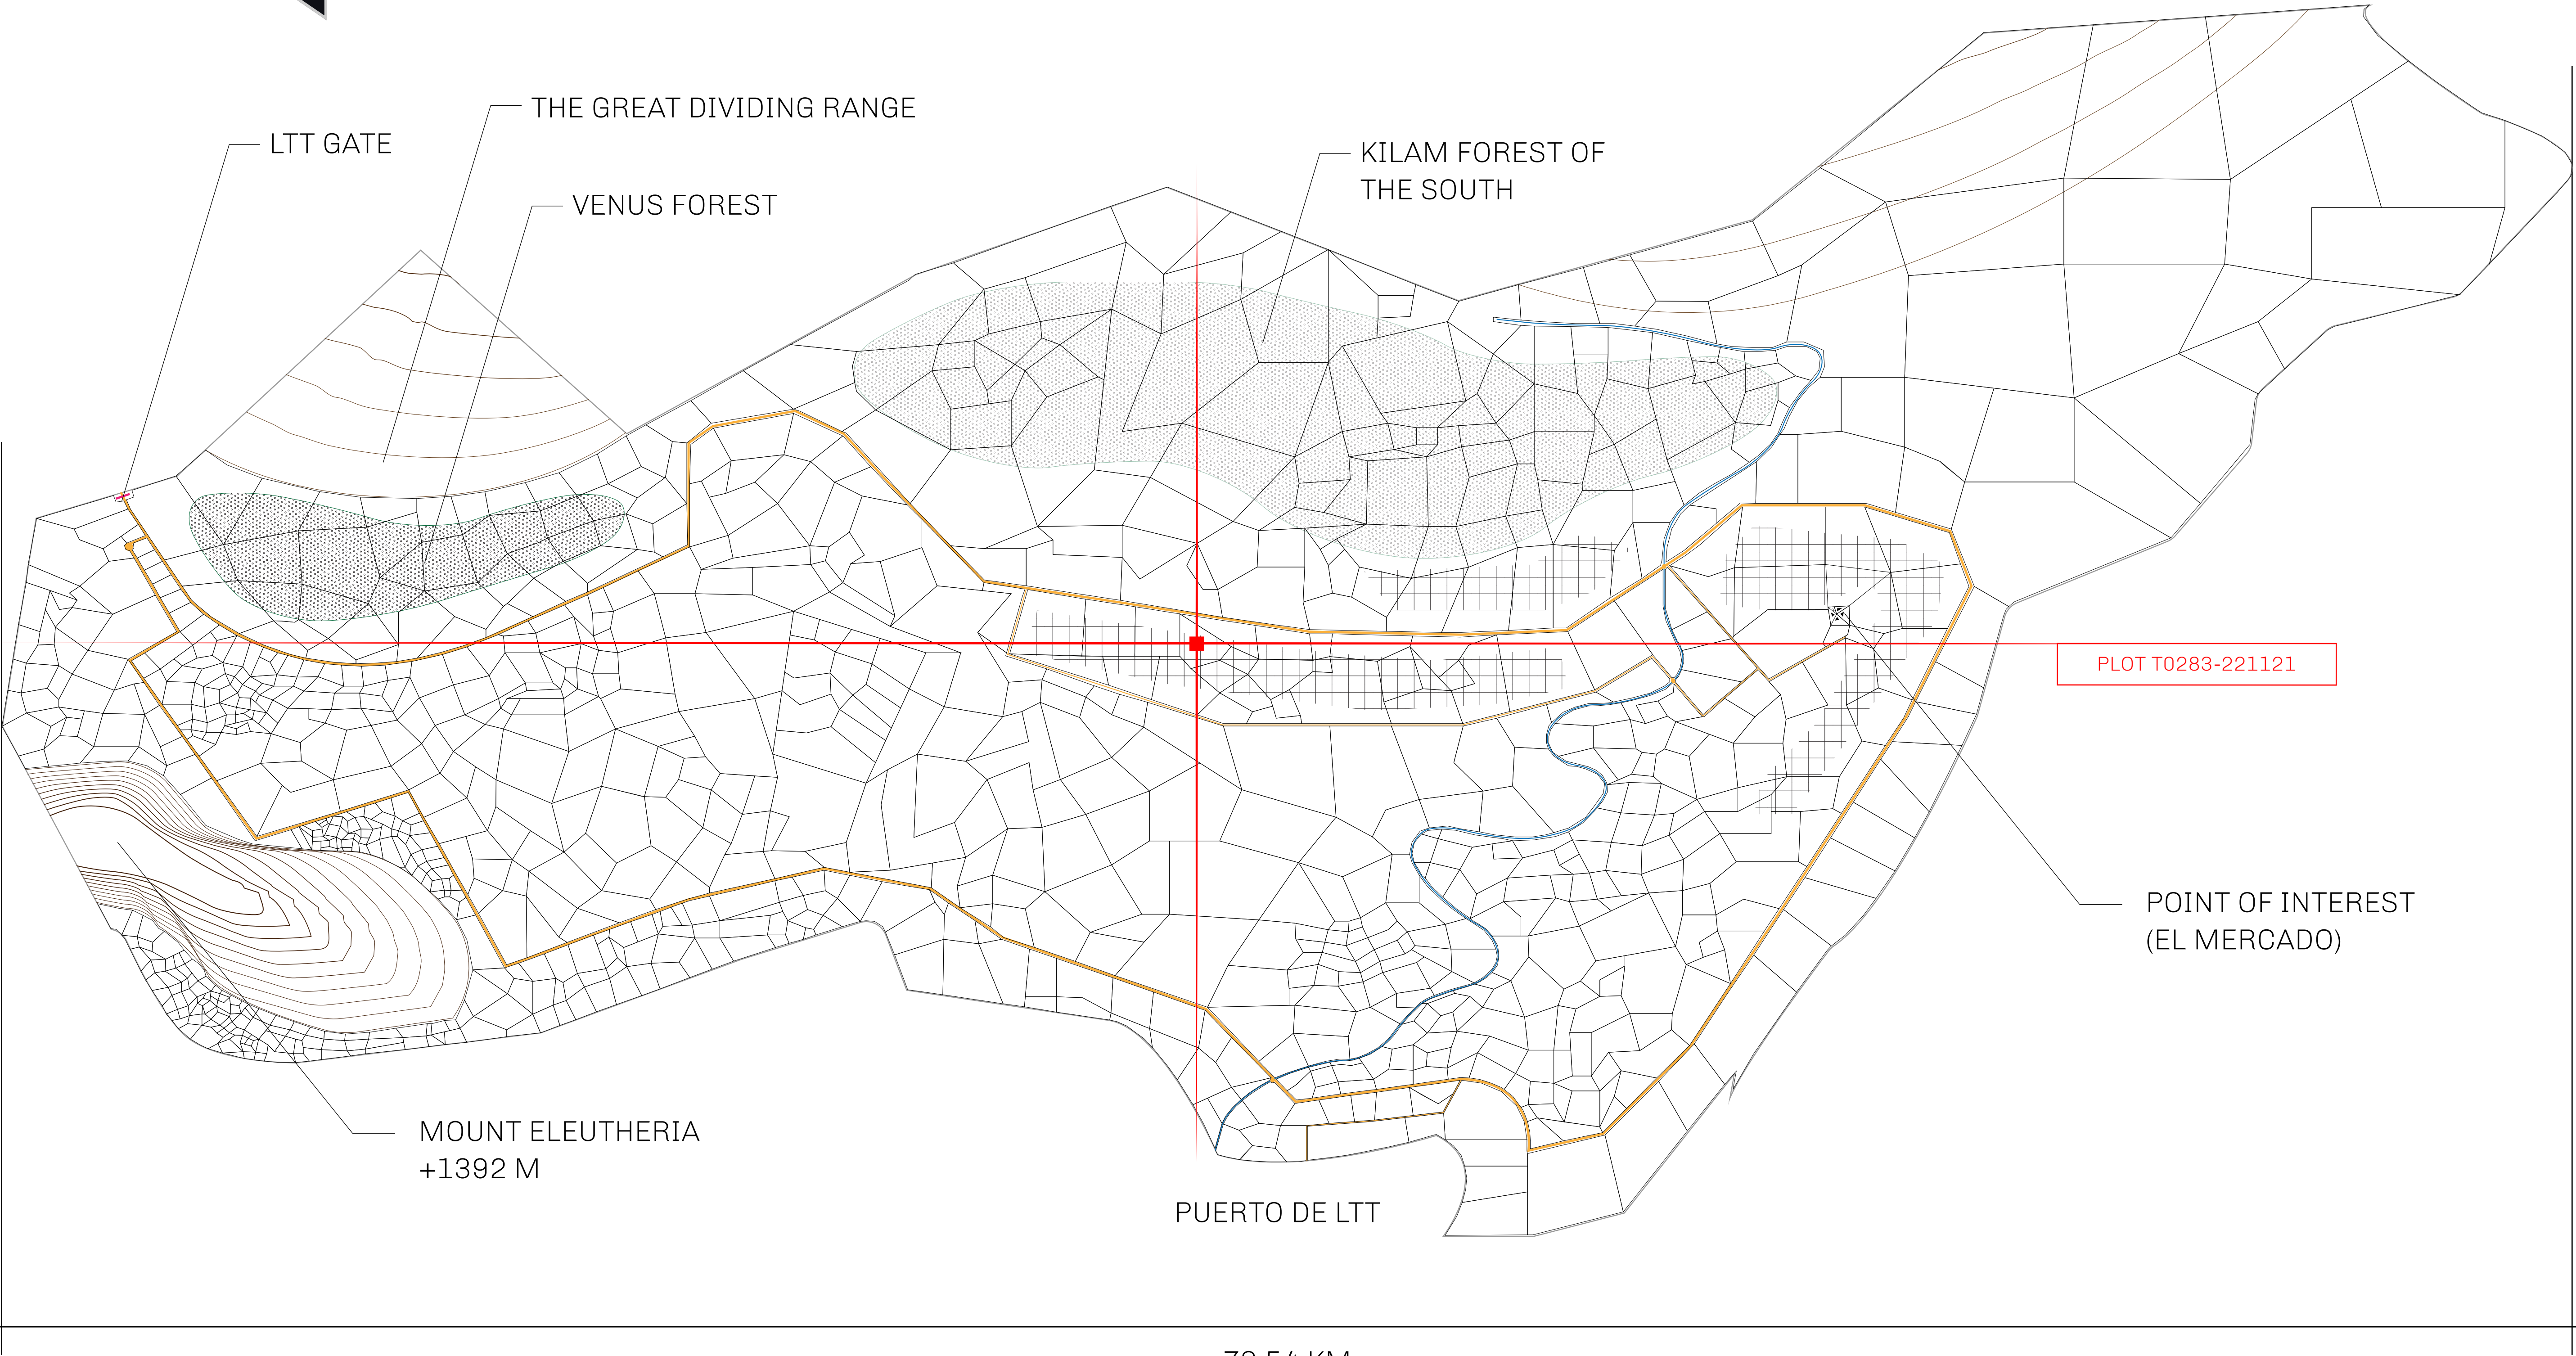 THE GREAT DIVIDING RANGE
LTT GATE
KILAM FOREST OF
THE SOUTH
VENUS FOREST
PLOT T0283-221121
POINT OF INTEREST
(EL MERCADO)
MOUNT ELEUTHERIA
+1392 M
PUERTO DE LTT